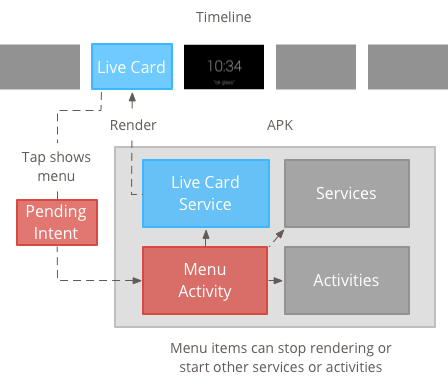 Timeline
Live Card
10:34
"ok glass"
Render
APK
Tap shows
menu
Live Card
Service
Services
Pending
Intent
Menu
Activity
Activities
Menu items can stop rendering or
start other services or activities